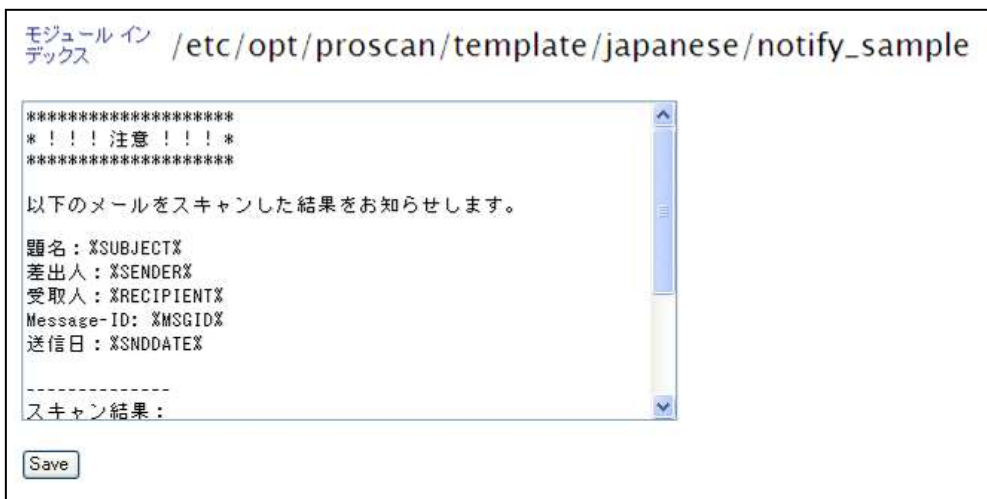 モジュール イン
デックス
/etc/opt/proscan/template/japanese/notify_sample
********************
* ! ! ! 注意 ! ! ! *
********************
以下のメールをスキャンした結果をお知らせします。
題名：%SUBJECT%
差出人：%SENDER%
受取人：%RECIPIENT%
Message-ID: %MSGID%
送信日：%SNDDATE%
--------------
スキャン結果：
Save